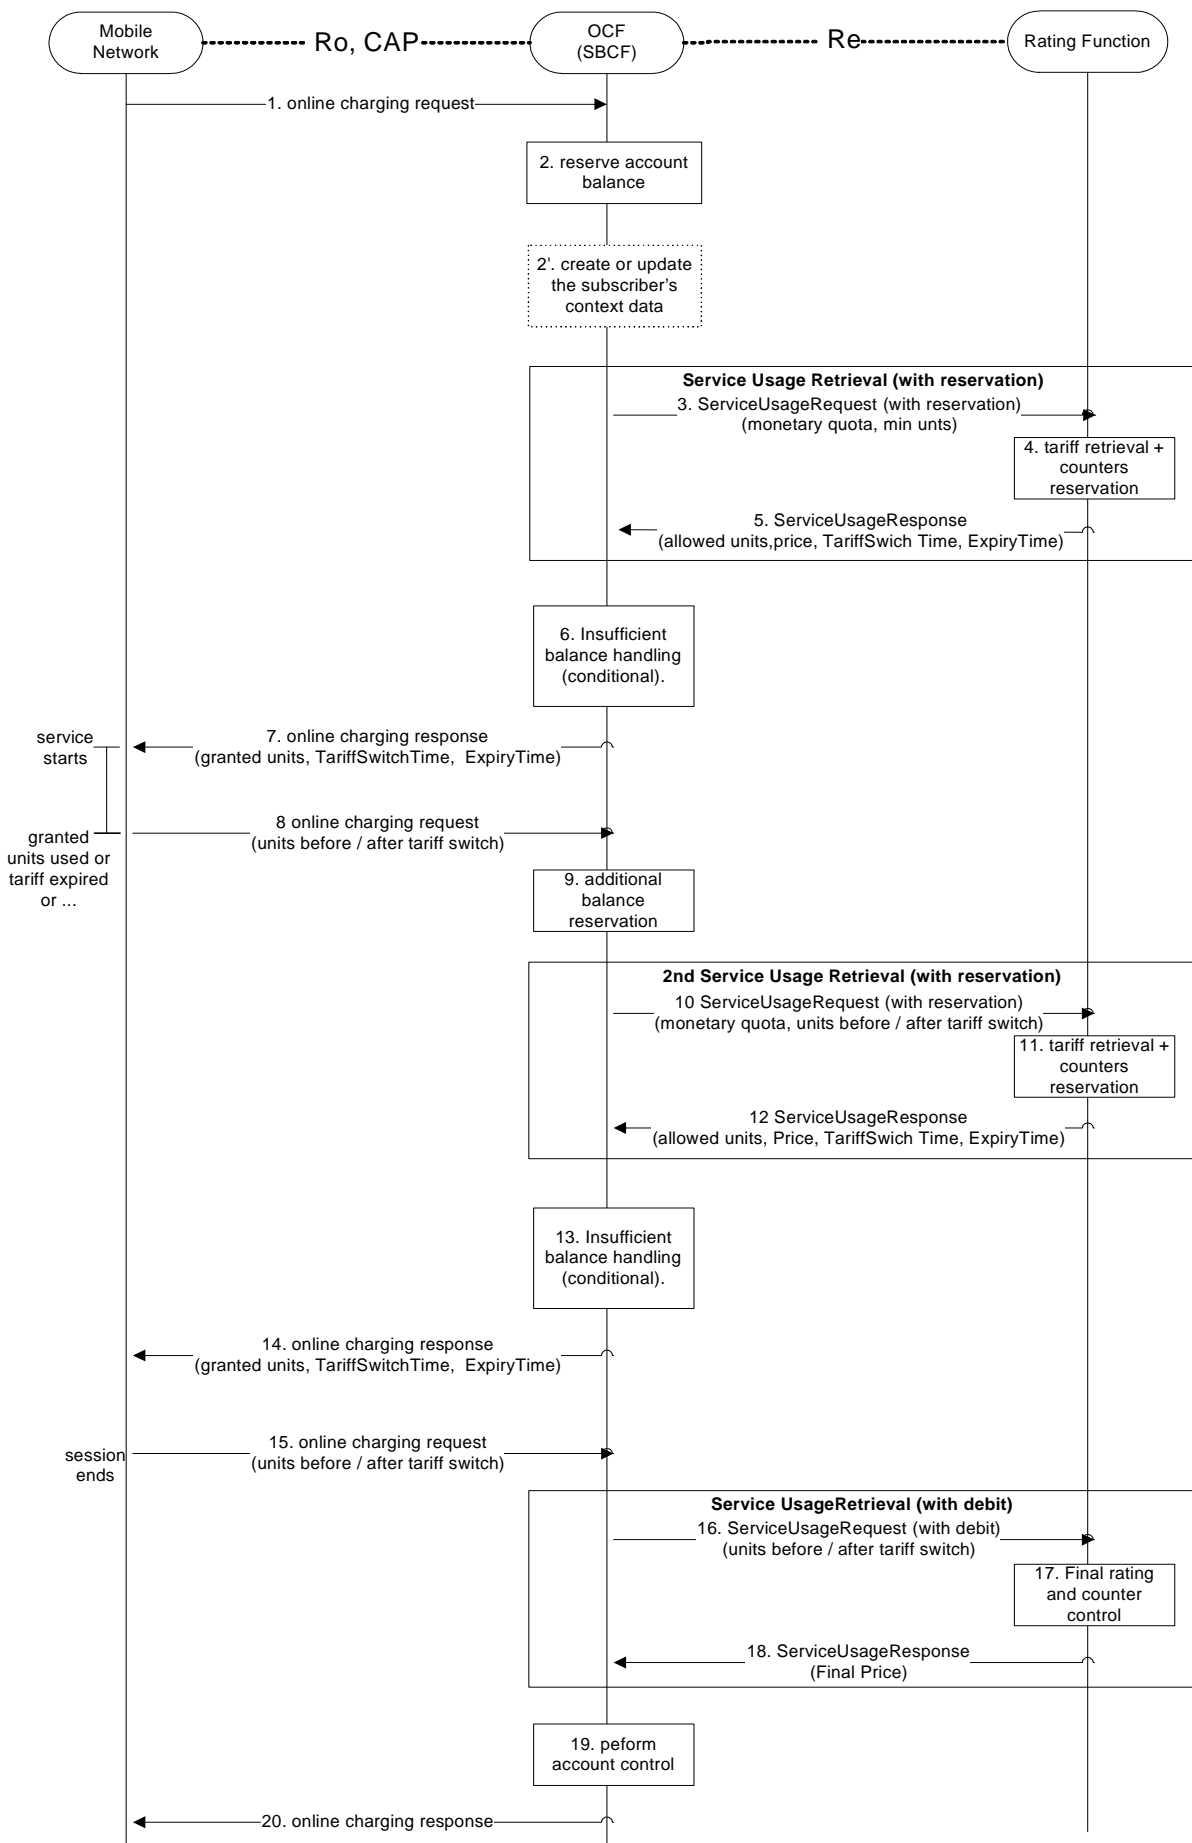 Mobile
Network
Ro, CAP
OCF
(SBCF)
Re
Rating Function
1. online charging request
2. reserve account
balance
2'. create or update
the subscriber's
context data
Service Usage Retrieval (with reservation)
3. ServiceUsageRequest (with reservation)
(monetary quota, min unts)
4. tariff retrieval +
counters
reservation
5. ServiceUsageResponse
(allowed units,price, TariffSwich Time, ExpiryTime)
6. Insufficient
balance handling
(conditional).
service
starts
7. online charging response
(granted units, TariffSwitchTime, ExpiryTime)
8 online charging request
(units before / after tariff switch)
granted
units used or
tariff expired
or ...
9. additional
balance
reservation
2nd Service Usage Retrieval (with reservation)
10 ServiceUsageRequest (with reservation)
(monetary quota, units before / after tariff switch)
11. tariff retrieval +
counters
reservation
12 ServiceUsageResponse
(allowed units, Price, TariffSwich Time, ExpiryTime)
13. Insufficient
balance handling
(conditional).
14. online charging response
(granted units, TariffSwitchTime, ExpiryTime)
session
ends
15. online charging request
(units before / after tariff switch)
Service UsageRetrieval (with debit)
16. ServiceUsageRequest (with debit)
(units before / after tariff switch)
17. Final rating
and counter
control
18. ServiceUsageResponse
(Final Price)
19. peform
account control
20. online charging response